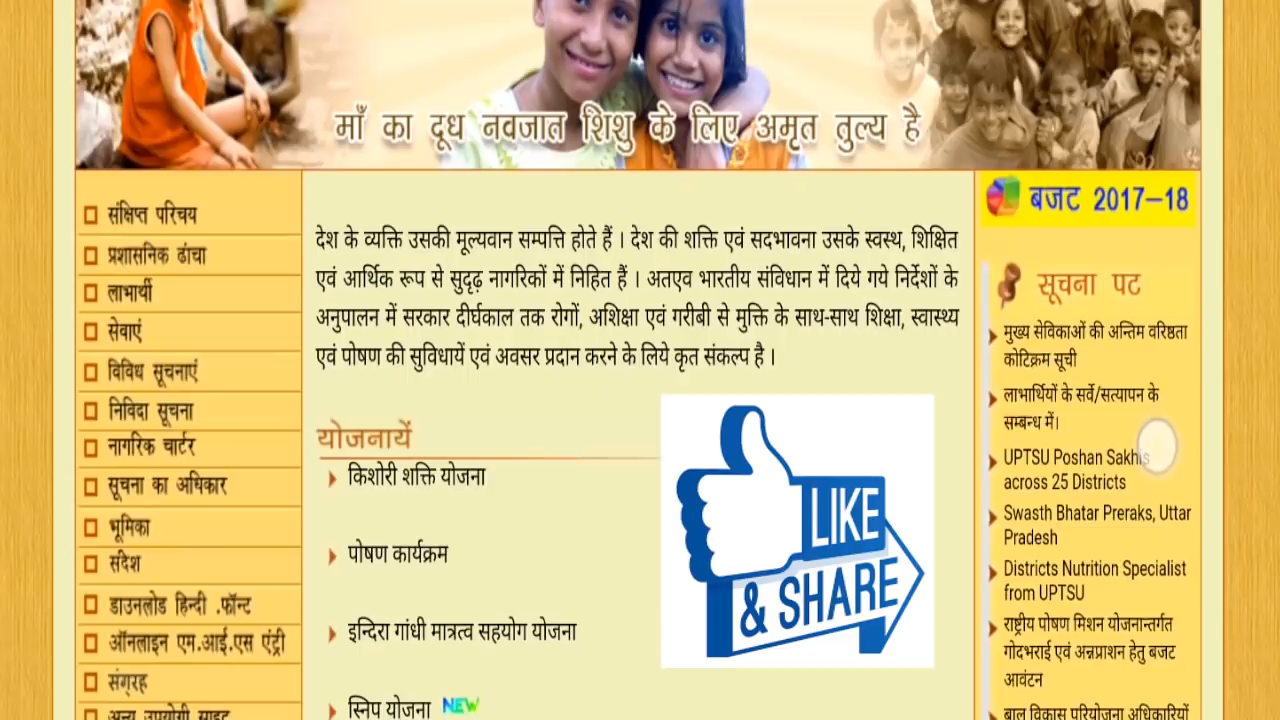 माँ का दूध नवजात शिशु के लिए अमृत तुल्य है
संक्षिप्त परिचय
प्रशासनिक ढांचा
लाभार्थी
सेवाएं
विविध सूचनाएं
निविदा सूचना
नागरिक चार्टर
सूचना का अधिकार
भूमिका
संदेश
डाउनलोड हिन्दी .फॉन्ट
ऑनलाइन एम.आई.एस एंट्री
संग्रह
अन्य उपयोगी साइट
देश के व्यक्ति उसकी मूल्यवान सम्पत्ति होते हैं । देश की शक्ति एवं सदभावना उसके स्वस्थ, शिक्षित
एवं आर्थिक रूप से सुदृढ़ नागरिकों में निहित हैं । अतएव भारतीय संविधान में दिये गये निर्देशों के
अनुपालन में सरकार दीर्घकाल तक रोगों, अशिक्षा एवं गरीबी से मुक्ति के साथ-साथ शिक्षा, स्वास्थ्य
एवं पोषण की सुविधायें एवं अवसर प्रदान करने के लिये कृत संकल्प है ।
योजनायें
किशोरी शक्ति योजना
पोषण कार्यक्रम
इन्दिरा गांधी मात्रत्व सहयोग योजना
स्निप योजना NEW
LIKE
& SHARE
बजट 2017-18
सूचना पट
मुख्य सेविकाओं की अन्तिम वरिष्ठता
कोटिक्रम सूची
लाभार्थियों के सर्वे/सत्यापन के
सम्बन्ध में।
UPTSU Poshan Sakhis
across 25 Districts
Swasth Bhatar Preraks, Uttar
Pradesh
Districts Nutrition Specialist
from UPTSU
राष्ट्रीय पोषण मिशन योजनान्तर्गत
गोदभराई एवं अन्नप्राशन हेतु बजट
आवंटन
बाल विकास परियोजना अधिकारियों